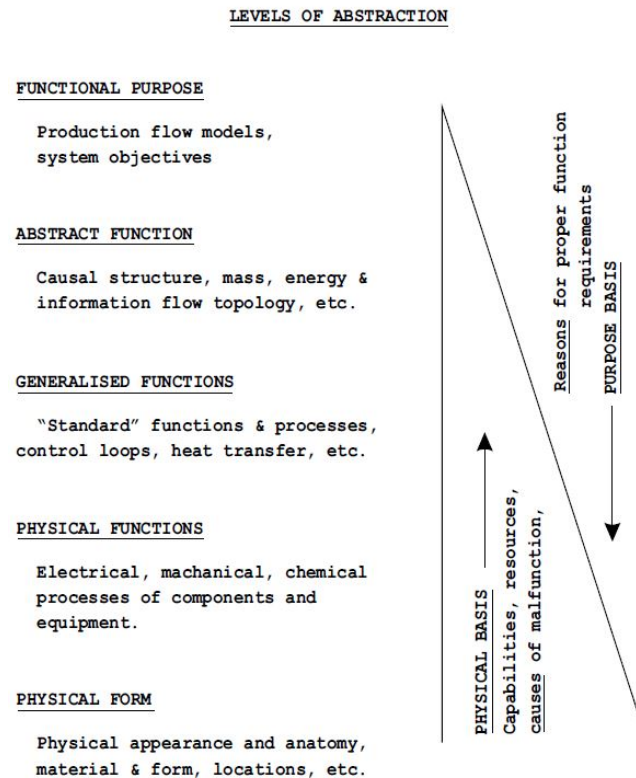 LEVELS OF ABSTRACTION
FUNCTIONAL PURPOSE
Production flow models,
system objectives
ABSTRACT FUNCTION
Causal structure, mass, energy &
information flow topology, etc.
GENERALISED FUNCTIONS
“Standard” functions & processes,
control loops, heat transfer, etc.
PHYSICAL FUNCTIONS
Electrical, machanical, chemical
processes of components and
equipment.
PHYSICAL FORM
Physical appearance and anatomy,
material & form, locations, etc.
PHYSICAL BASIS
Capabilities, resources,
causes of malfunction,
Reasons for proper function
requirements
PURPOSE BASIS